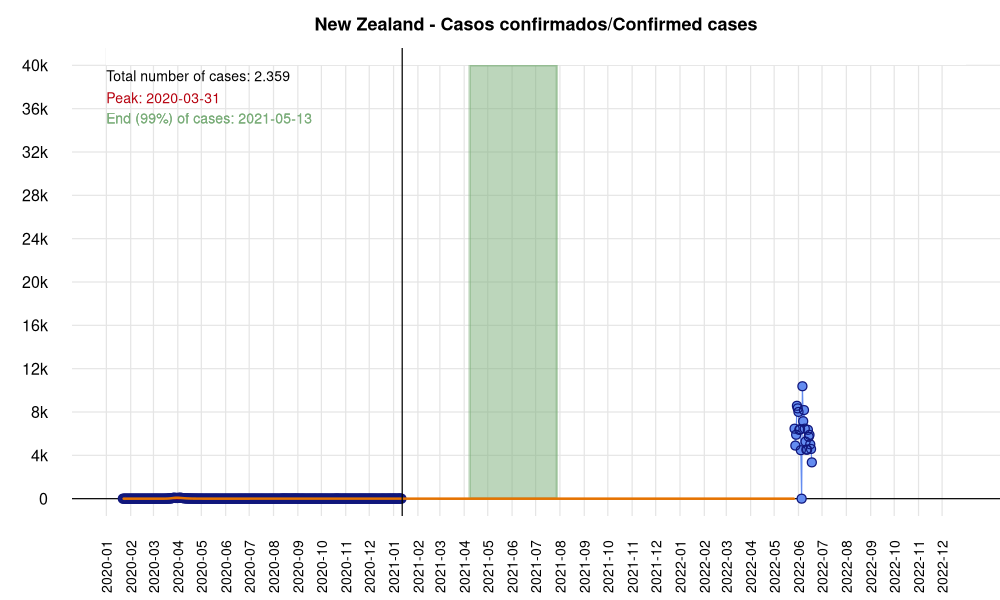 New Zealand - Casos confirmados/Confirmed cases
Total number of cases: 2.359
Peak: 2020-03-31
End (99%) of cases: 2021-05-13
40k
36k
32k
28k
24k
20k
16k
12k
8k
4k
0
2020-01
2020-02
2020-03
2020-04
2020-05
2020-06
2020-07
2020-08
2020-09
2020-10
2020-11
2020-12
2021-01
2021-02
2021-03
2021-04
2021-05
2021-06
2021-07
2021-08
2021-09
2021-10
2021-11
2021-12
2022-01
2022-02
2022-03
2022-04
2022-05
2022-06
2022-07
2022-08
2022-09
2022-10
2022-11
2022-12